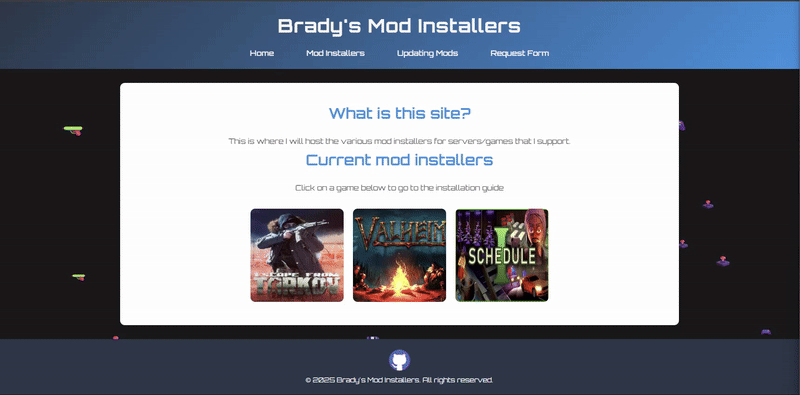 Brady's Mod Installers
Home Mod Installers Updating Mods Request Form
What is this site?
This is where I will host the various mod installers for servers/games that I support.
Current mod installers
Click on a game below to go to the installation guide
ESCAPE FROM
TARKOV
VALHEIM
SCHEDULE
I
© 2025 Brady's Mod Installers. All rights reserved.